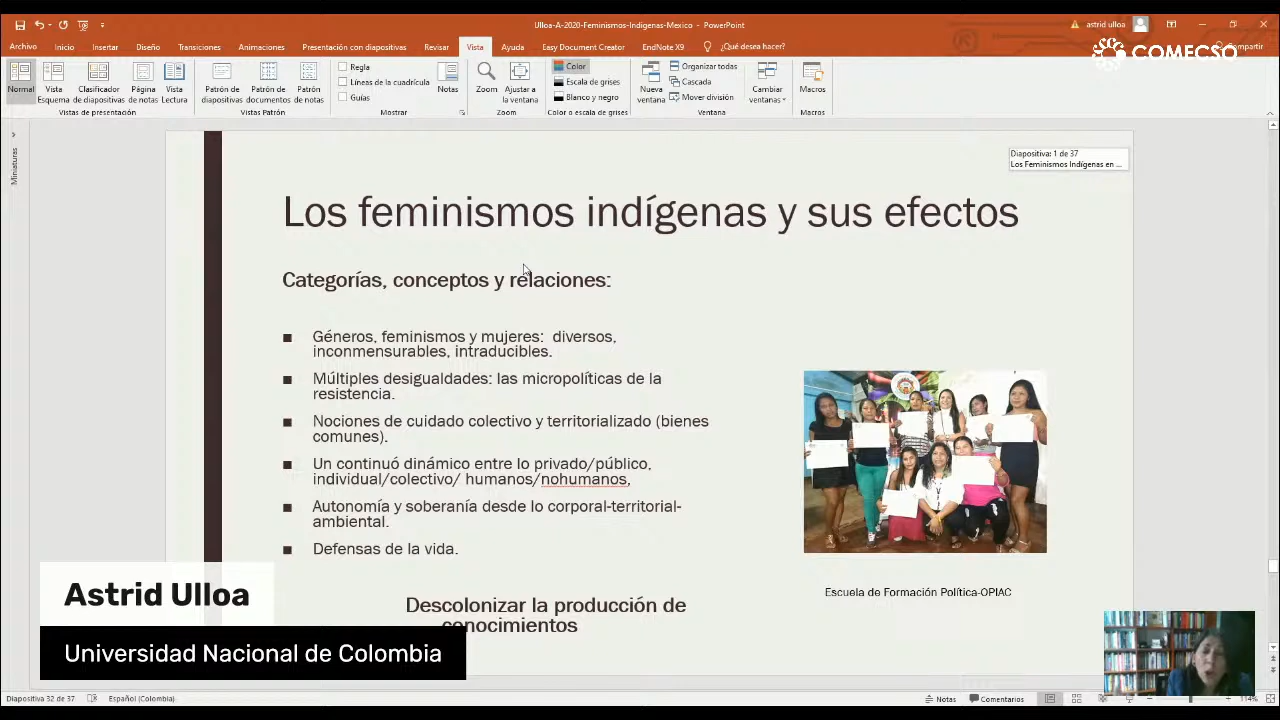 Ulloa-A-2020-Feminismos-Indigenas-Mexico - PowerPoint
astrid ulloa
Archivo Inicio Insertar Diseño Transiciones Animaciones Presentación con diapositivas Revisar Vista Ayuda Easy Document Creator EndNote X9 ¿Qué desea hacer? Compartir
COMECSO
Normal
Vista Esquema
Clasificador de diapositivas
Página de notas
Vista Lectura
Vistas de presentación
Patrón de diapositivas
Patrón de documentos
Patrón de notas
Vistas Patrón
Regla
Líneas de la cuadrícula
Guías
Mostrar
Notas
Zoom
Ajustar a la ventana
Zoom
Color
Escala de grises
Blanco y negro
Color o escala de grises
Nueva ventana
Organizar todas
Cascada
Mover división
Ventana
Cambiar ventanas
Macros
Macros
Miniaturas
Diapositiva: 1 de 37
Los Feminismos Indígenas en ...
Los feminismos indígenas y sus efectos
Categorías, conceptos y relaciones:
■ Géneros, feminismos y mujeres: diversos,
inconmensurables, intraducibles.
■ Múltiples desigualdades: las micropolíticas de la
resistencia.
■ Nociones de cuidado colectivo y territorializado (bienes
comunes).
■ Un continuó dinámico entre lo privado/público,
individual/colectivo/ humanos/nohumanos,
■ Autonomía y soberanía desde lo corporal-territorial-
ambiental.
■ Defensas de la vida.
Escuela de Formación Política-OPIAC
Descolonizar la producción de
conocimientos
Astrid Ulloa
Universidad Nacional de Colombia
Diapositiva 32 de 37 Español (Colombia) Notas Comentarios 114%